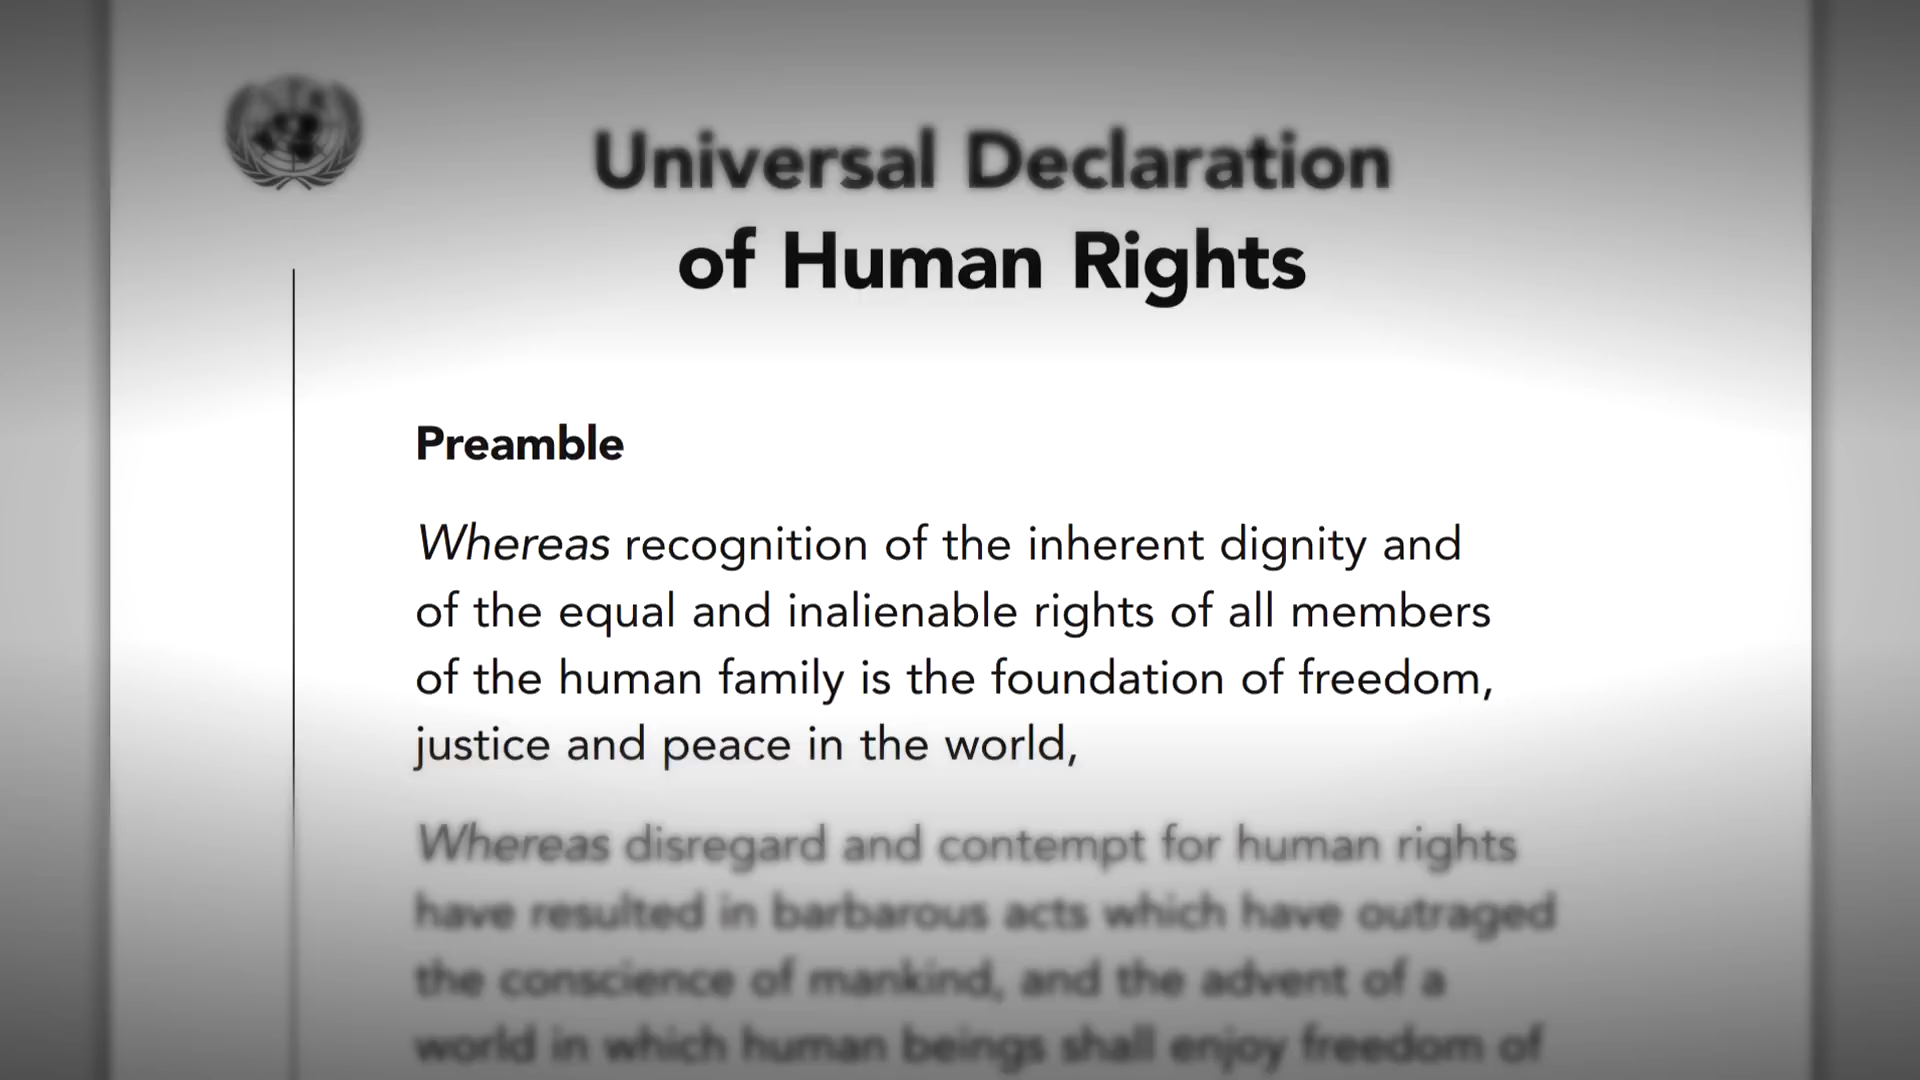 Universal Declaration
of Human Rights
Preamble
Whereas recognition of the inherent dignity and
of the equal and inalienable rights of all members
of the human family is the foundation of freedom,
justice and peace in the world,
Whereas disregard and contempt for human rights
have resulted in barbarous acts which have outraged
the conscience of mankind, and the advent of a
world in which human beings shall enjoy freedom of